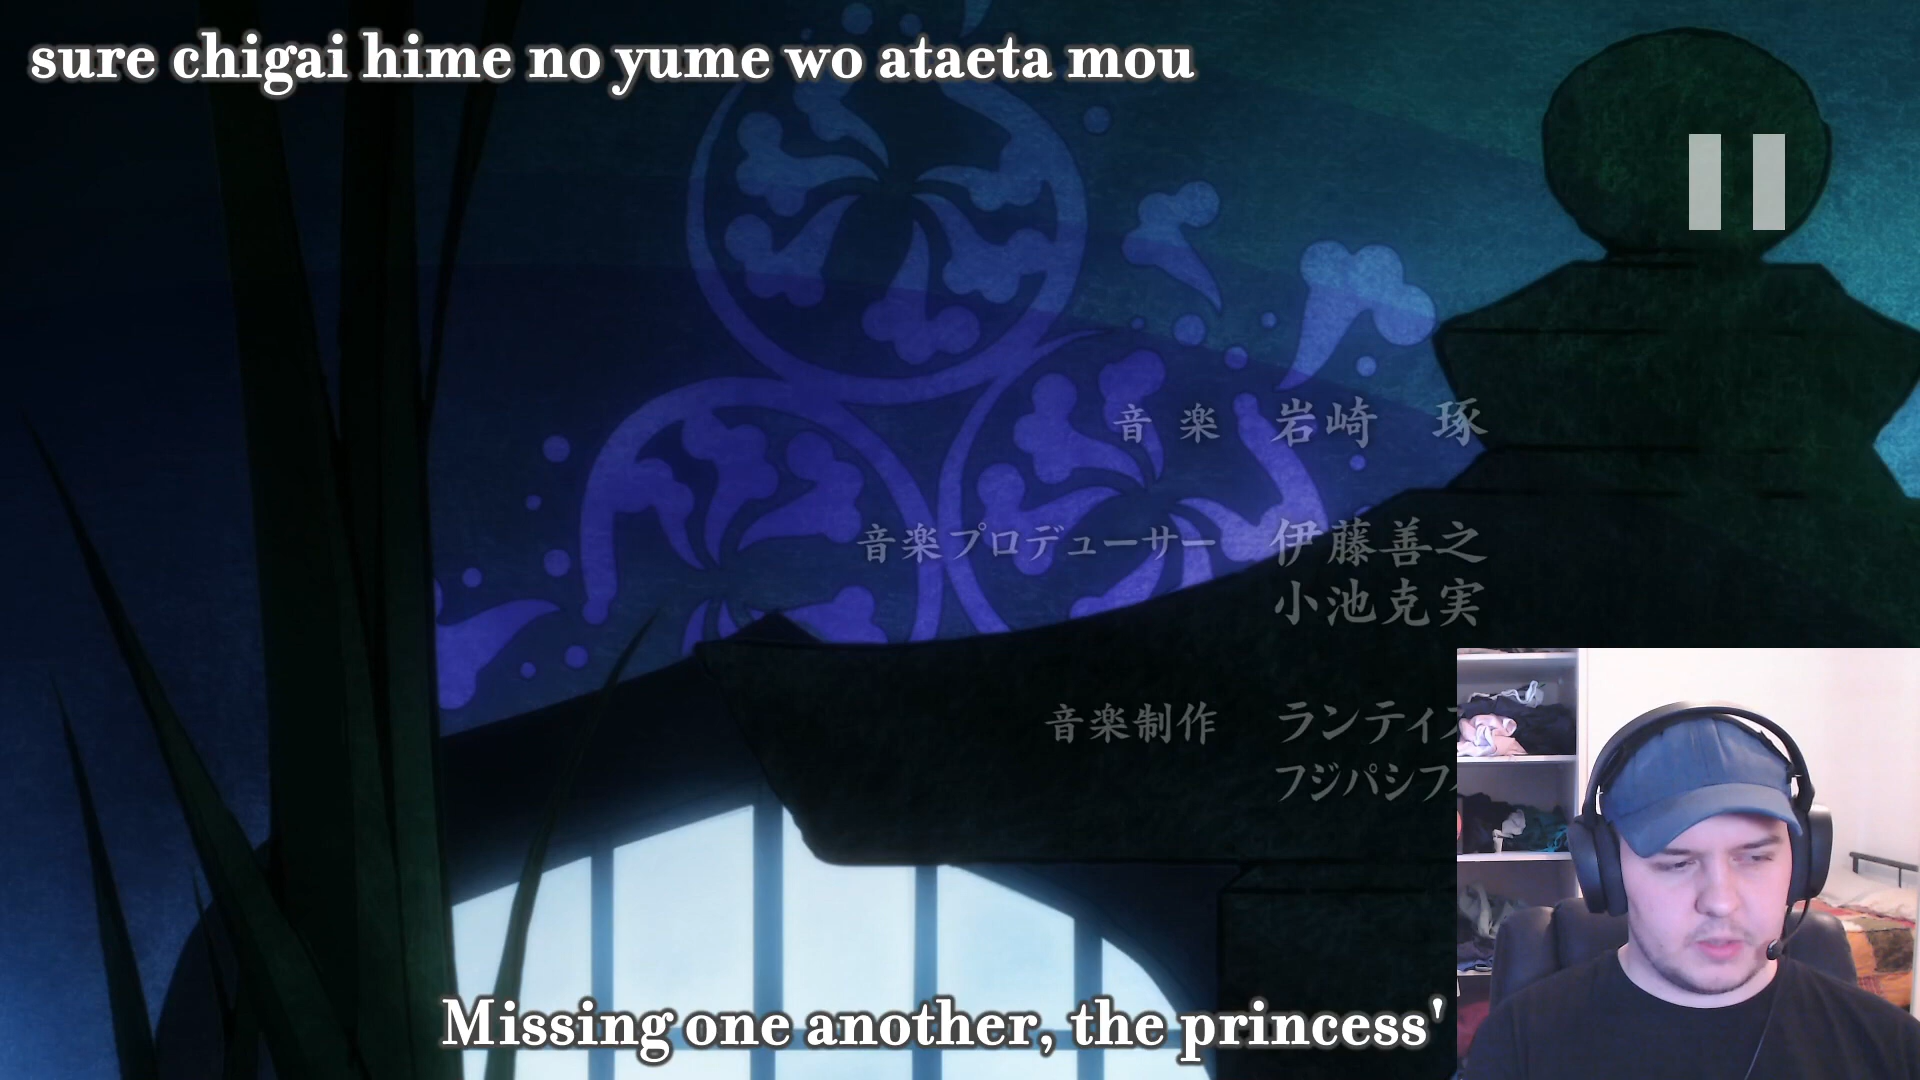 sure chigai hime no yume wo ataeta mou
音楽 岩崎 琢
音楽プロデューサー 伊藤善之
小池克実
音楽制作 ランティス
フジパシフィ
Missing one another, the princess'